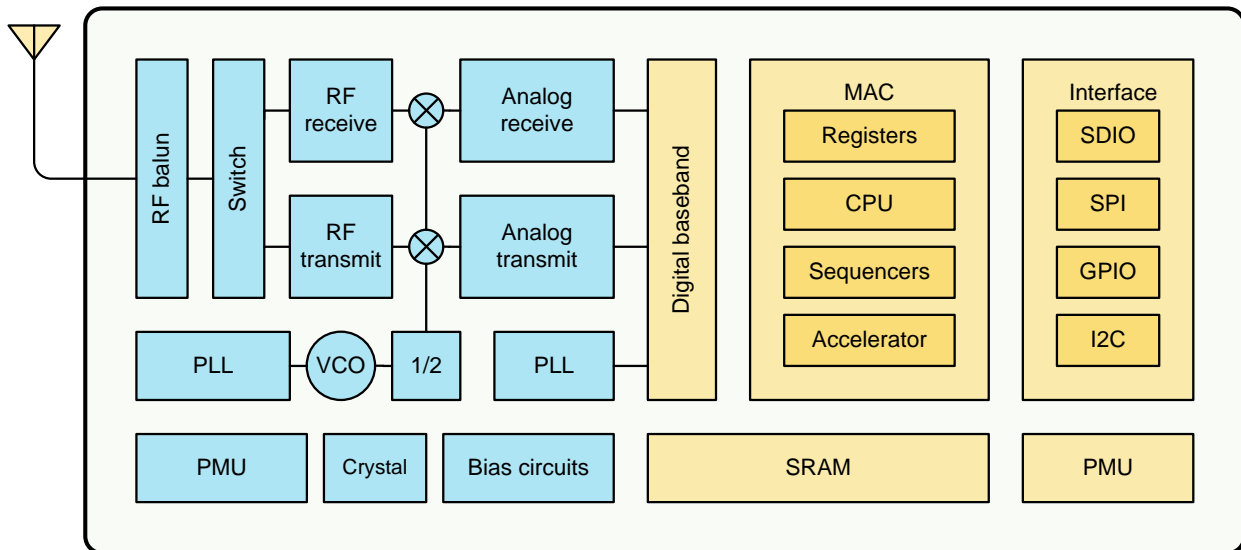 RF balun
Switch
RF
receive
RF
transmit
Analog
receive
Analog
transmit
PLL
VCO
1/2
PLL
Digital baseband
MAC
Registers
CPU
Sequencers
Accelerator
Interface
SDIO
SPI
GPIO
I2C
PMU
Crystal
Bias circuits
SRAM
PMU